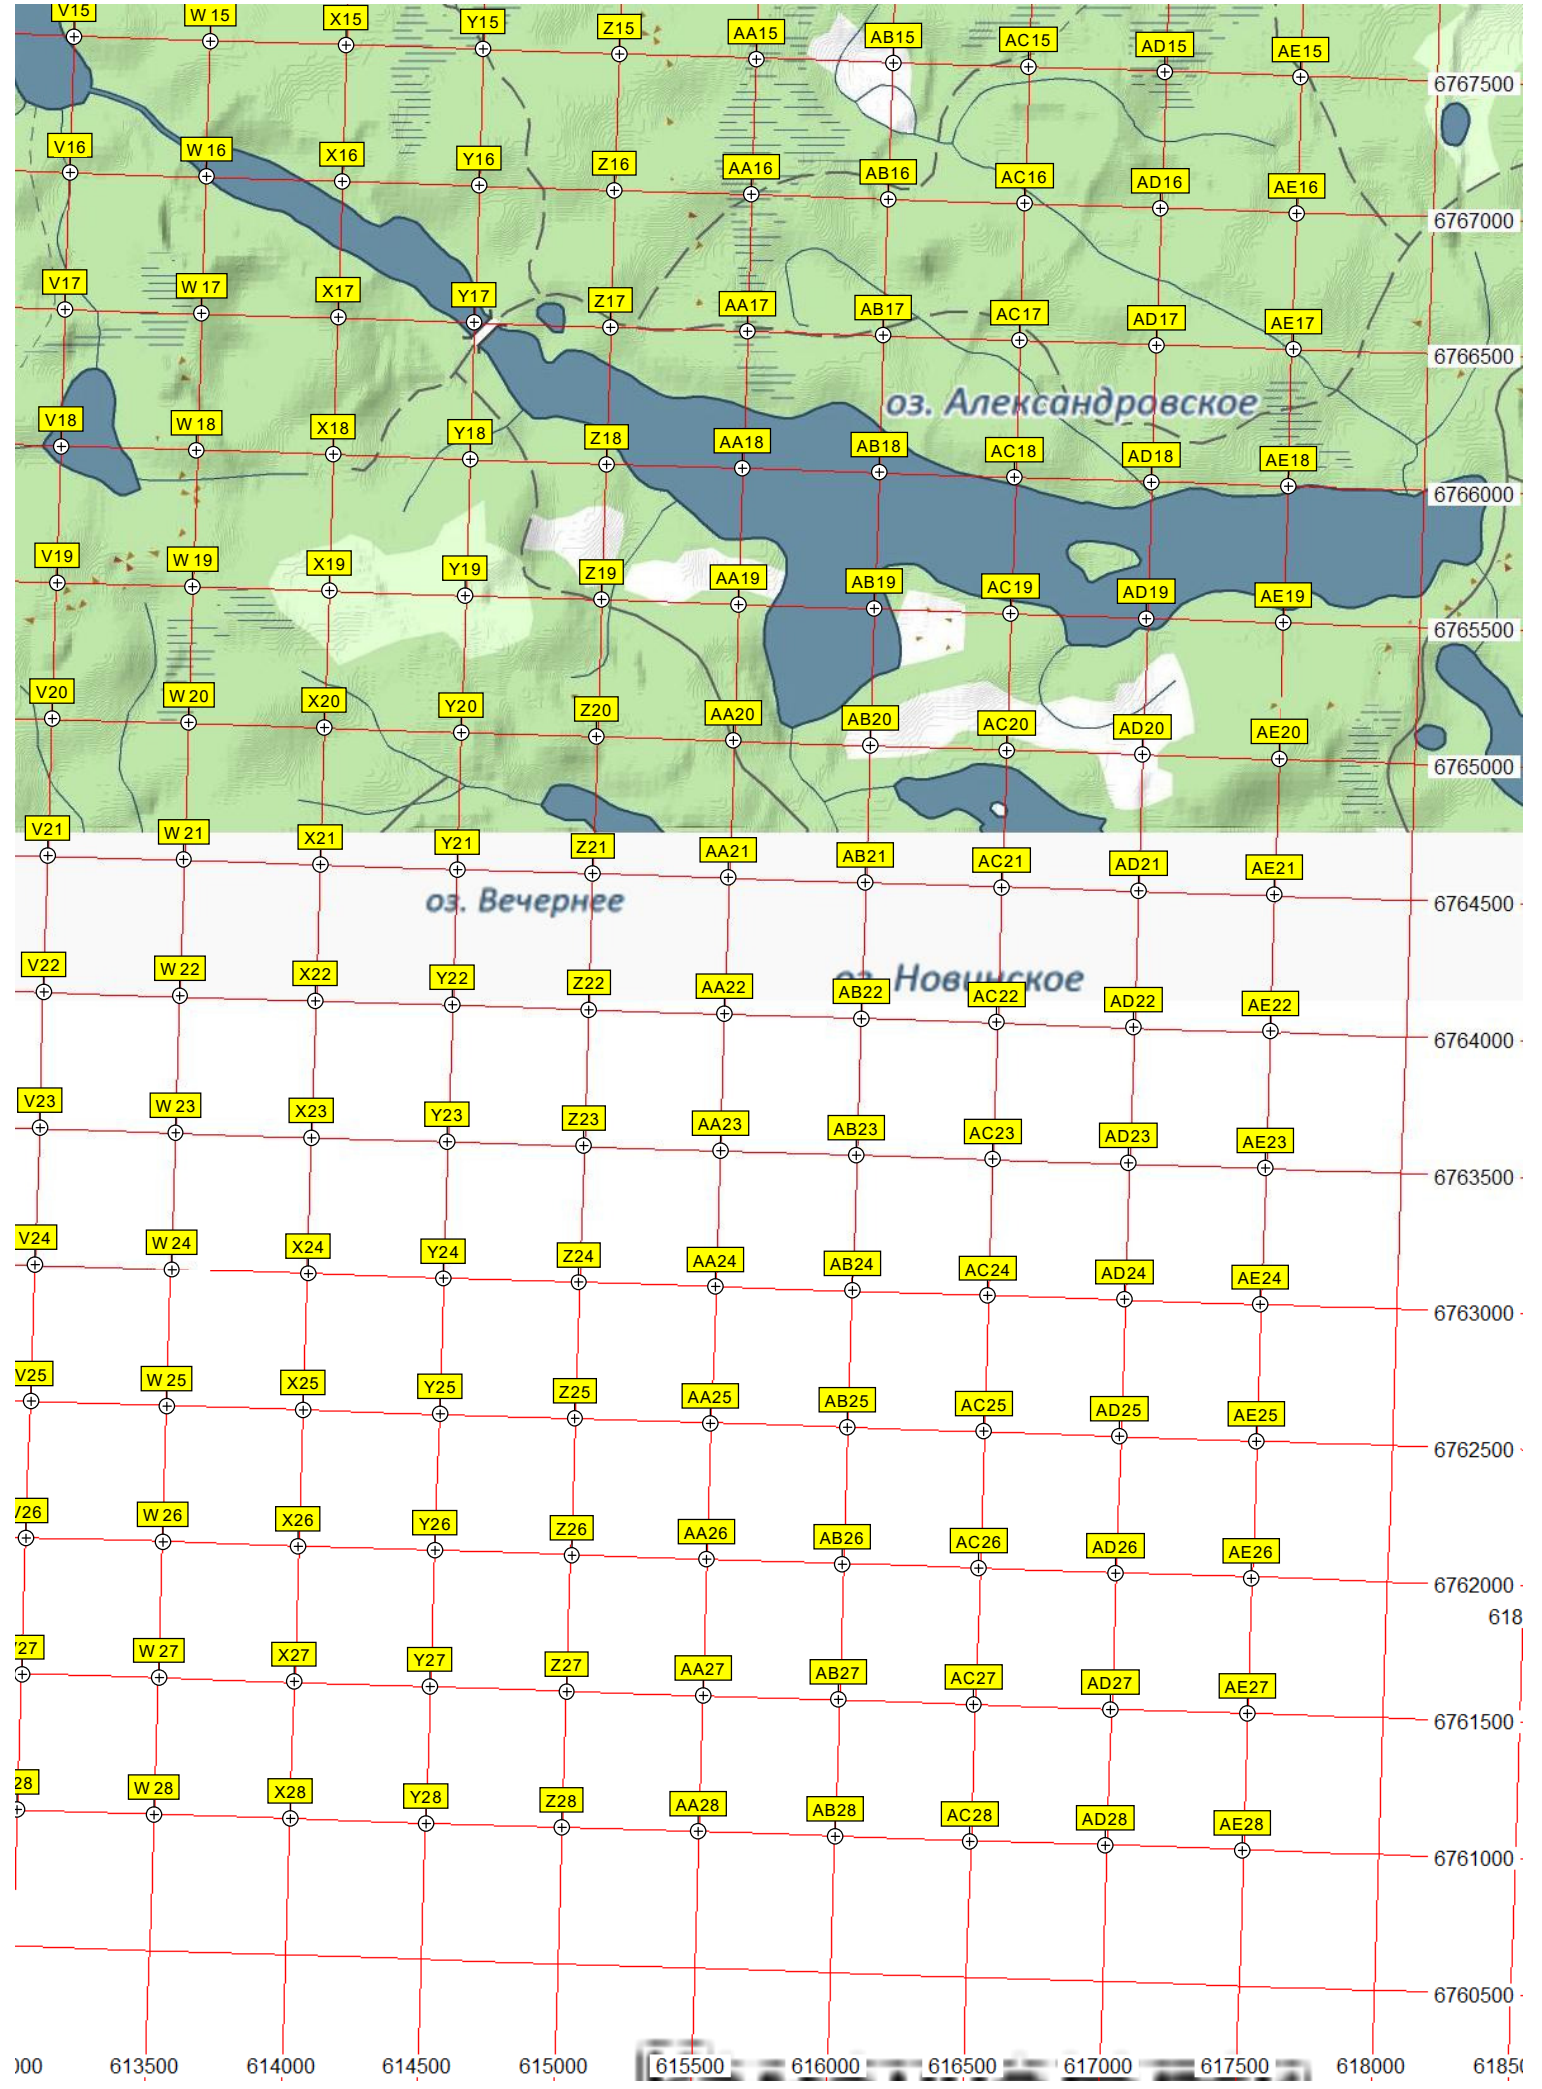 V15 W15 X15 Y15 Z15 AA15 AB15 AC15 AD15 AE15
6767500
V16 W16 X16 Y16 Z16 AA16 AB16 AC16 AD16 AE16
6767000
V17 W17 X17 Y17 Z17 AA17 AB17 AC17 AD17 AE17
6766500
оз. Александровское
V18 W18 X18 Y18 Z18 AA18 AB18 AC18 AD18 AE18
6766000
V19 W19 X19 Y19 Z19 AA19 AB19 AC19 AD19 AE19
6765500
V20 W20 X20 Y20 Z20 AA20 AB20 AC20 AD20 AE20
6765000
V21 W21 X21 Y21 Z21 AA21 AB21 AC21 AD21 AE21
оз. Вечернее
6764500
оз. Новинское
V22 W22 X22 Y22 Z22 AA22 AB22 AC22 AD22 AE22
6764000
V23 W23 X23 Y23 Z23 AA23 AB23 AC23 AD23 AE23
6763500
V24 W24 X24 Y24 Z24 AA24 AB24 AC24 AD24 AE24
6763000
V25 W25 X25 Y25 Z25 AA25 AB25 AC25 AD25 AE25
6762500
V26 W26 X26 Y26 Z26 AA26 AB26 AC26 AD26 AE26
6762000
618
27 W27 X27 Y27 Z27 AA27 AB27 AC27 AD27 AE27
6761500
28 W28 X28 Y28 Z28 AA28 AB28 AC28 AD28 AE28
6761000
6760500
000 613500 614000 614500 615000 615500 616000 616500 617000 617500 618000 6185